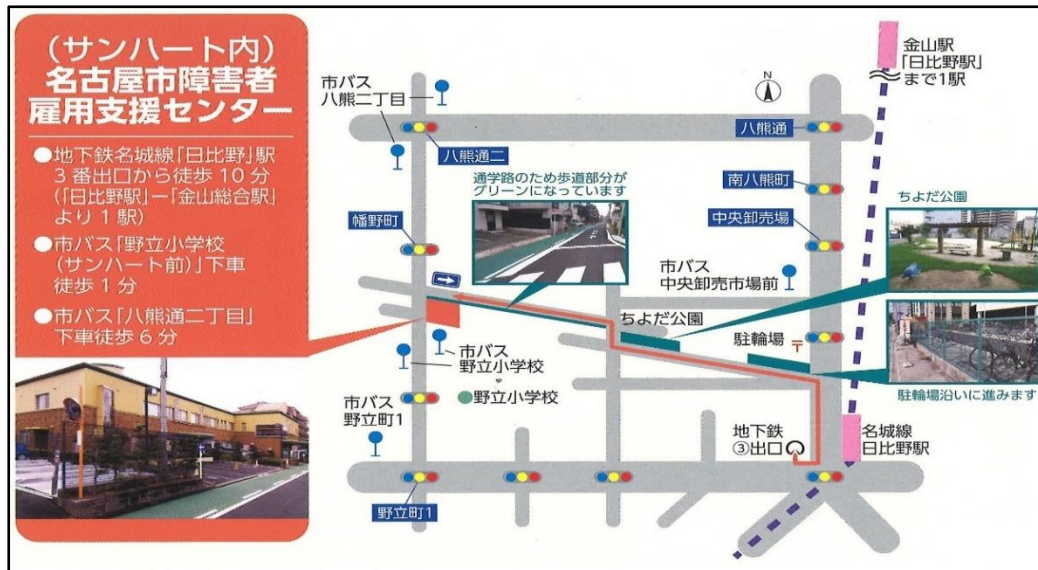 (サンハート内)
名古屋市障害者
雇用支援センター
●地下鉄名城線「日比野」駅
3番出口から徒歩10分
(「日比野駅」ー「金山総合駅」
より1駅)
●市バス「野立小学校
(サンハート前)」下車
徒歩1分
●市バス「八熊通二丁目」
下車徒歩6分
市バス
八熊二丁目
八熊通二
N
八熊通
金山駅
「日比野駅」
まで1駅
通学路のため歩道部分が
グリーンになっています
南八熊町
中央卸売場
幡野町
市バス
中央卸売市場前
ちよだ公園
ちよだ公園
駐輪場
〒
駐輪場沿いに進みます
市バス
野立小学校
野立小学校
市バス
野立町1
野立町1
地下鉄
③出口
名城線
日比野駅